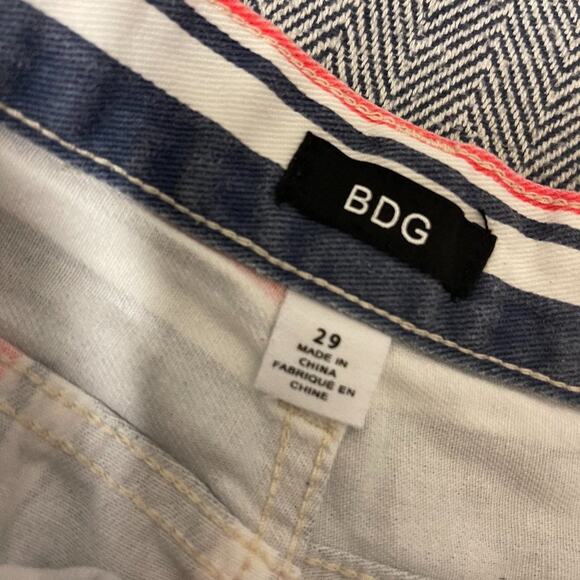 BDG
29
MADE IN
CHINA
FABRIQUÉ EN
CHINE